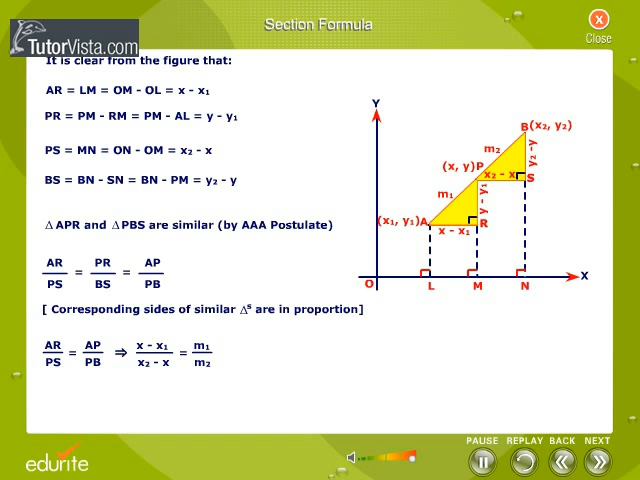 Section Formula
Close
TutorVista.com
It is clear from the figure that:
AR = LM = OM - OL = x - x₁
PR = PM - RM = PM - AL = y - y₁
PS = MN = ON - OM = x₂ - x
BS = BN - SN = BN - PM = y₂ - y
Δ APR and Δ PBS are similar (by AAA Postulate)
AR/PS = PR/BS = AP/PB
[ Corresponding sides of similar Δˢ are in proportion]
AR/PS = AP/PB ⇒ x - x₁/x₂ - x = m₁/m₂
Y
B(x₂, y₂)
m₂
y₂ -y
(x, y)P
x₂ - x
S
m₁
y - y₁
(x₁, y₁)A
R
x - x₁
X
O
L
M
N
edurite
PAUSE REPLAY BACK NEXT